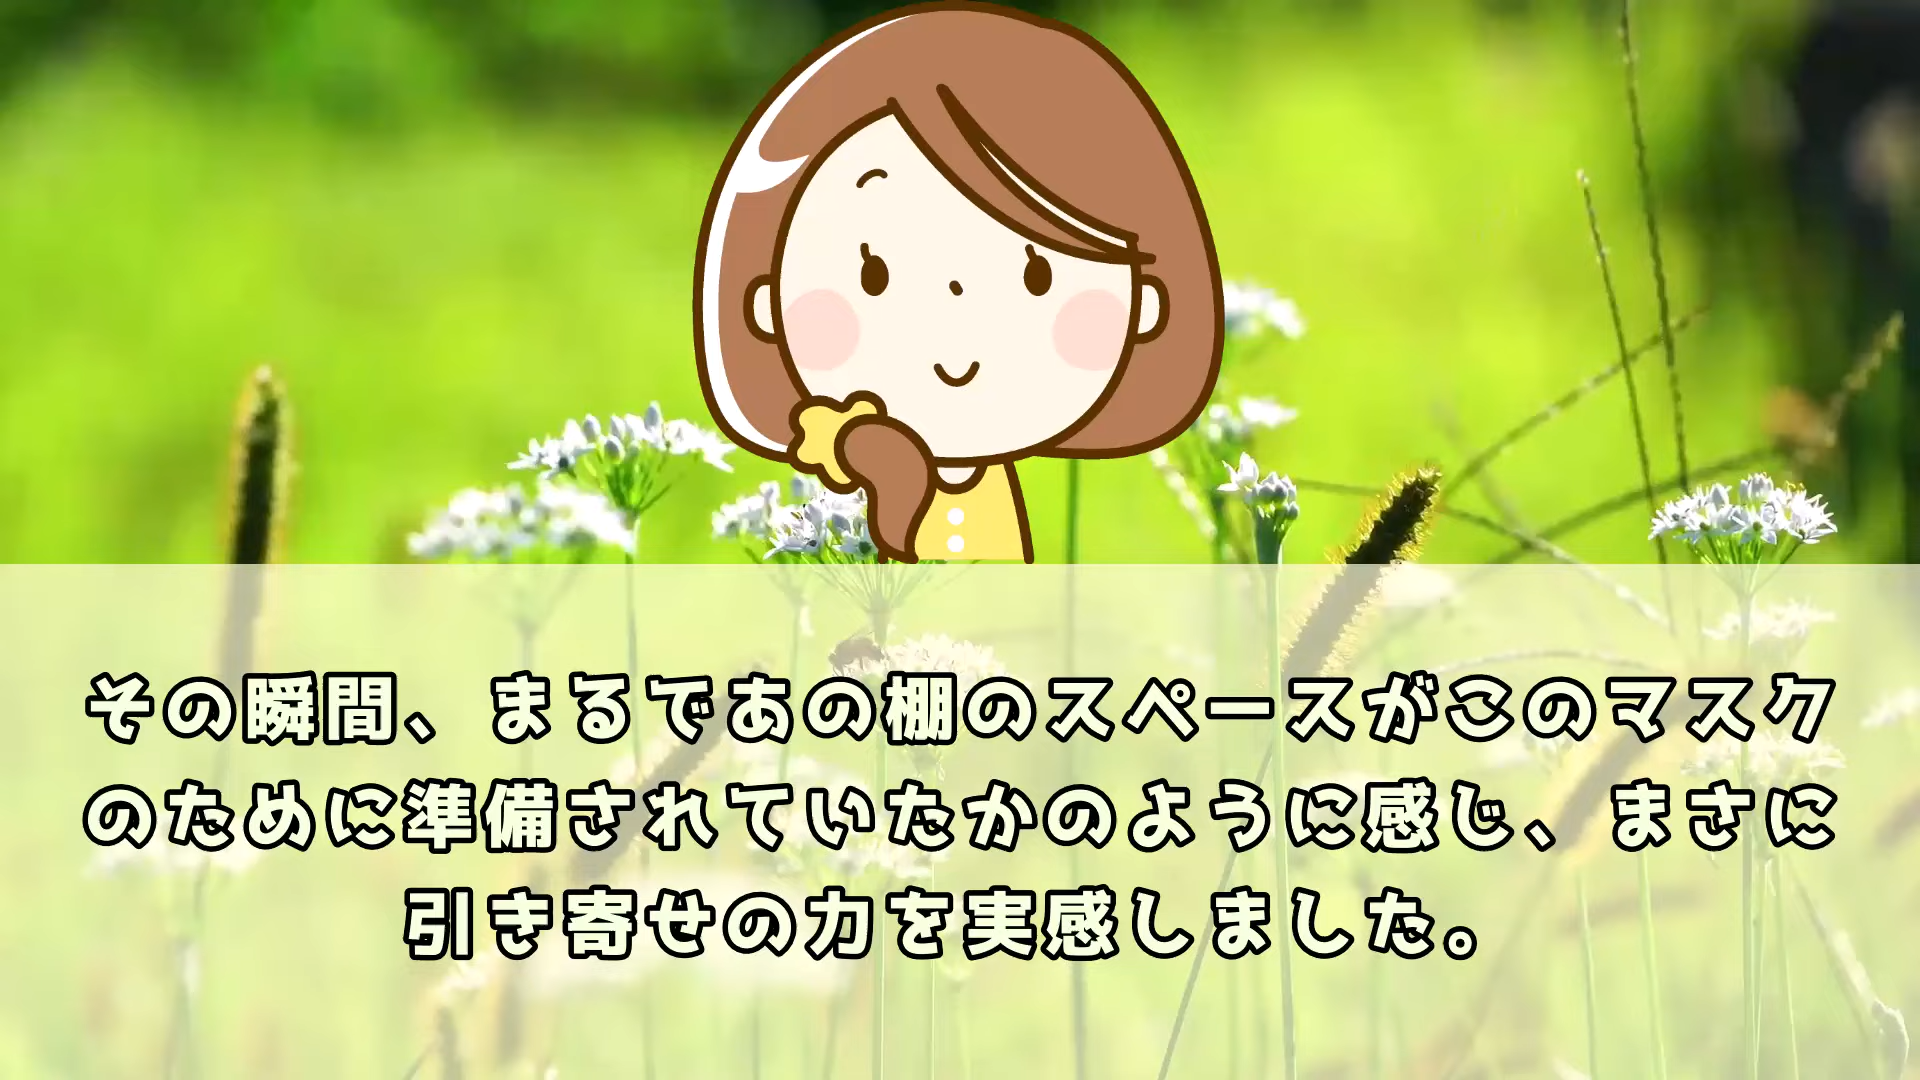 その瞬間、まるであの棚のスペースがこのマスク
のために準備されていたかのように感じ、まさに
引き寄せの力を実感しました。